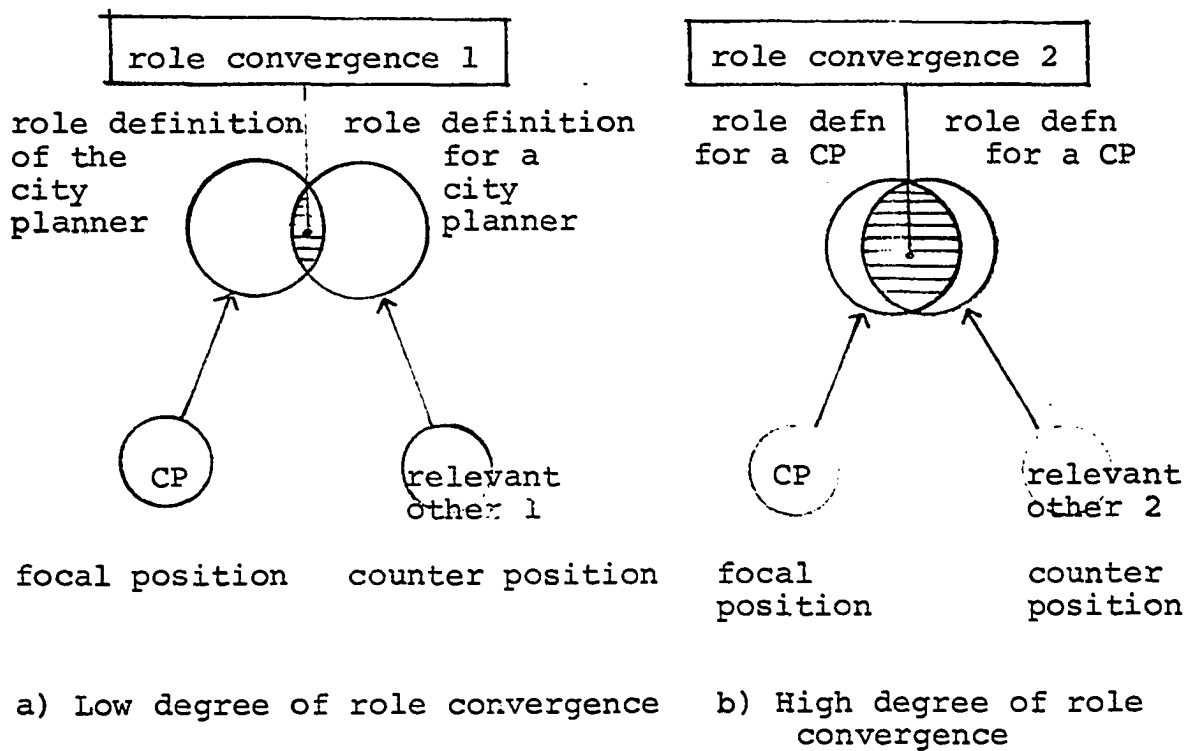 role convergence 1
role definition
of the
city
planner
role definition
for a
city
planner
CP
relevant
other 1
focal position
counter position
a) Low degree of role convergence
role convergence 2
role defn
for a CP
role defn
for a CP
CP
relevant
other 2
focal
position
counter
position
b) High degree of role
convergence